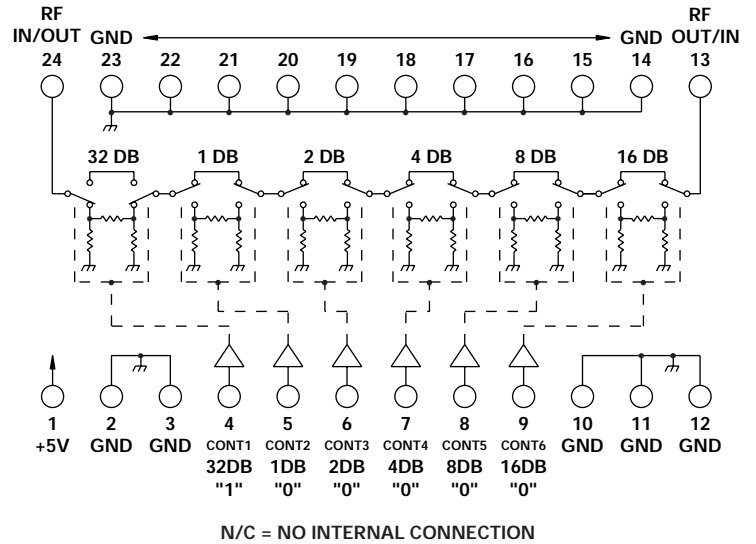 RF RF
IN/OUT GND GND OUT/IN
24 23 22 21 20 19 18 17 16 15 14 13
32 DB 1 DB 2 DB 4 DB 8 DB 16 DB
1 2 3 4 5 6 7 8 9 10 11 12
+5V GND GND CONT1 CONT2 CONT3 CONT4 CONT5 CONT6 GND GND GND
32DB 1DB 2DB 4DB 8DB 16DB
"1" "0" "0" "0" "0" "0"
N/C = NO INTERNAL CONNECTION